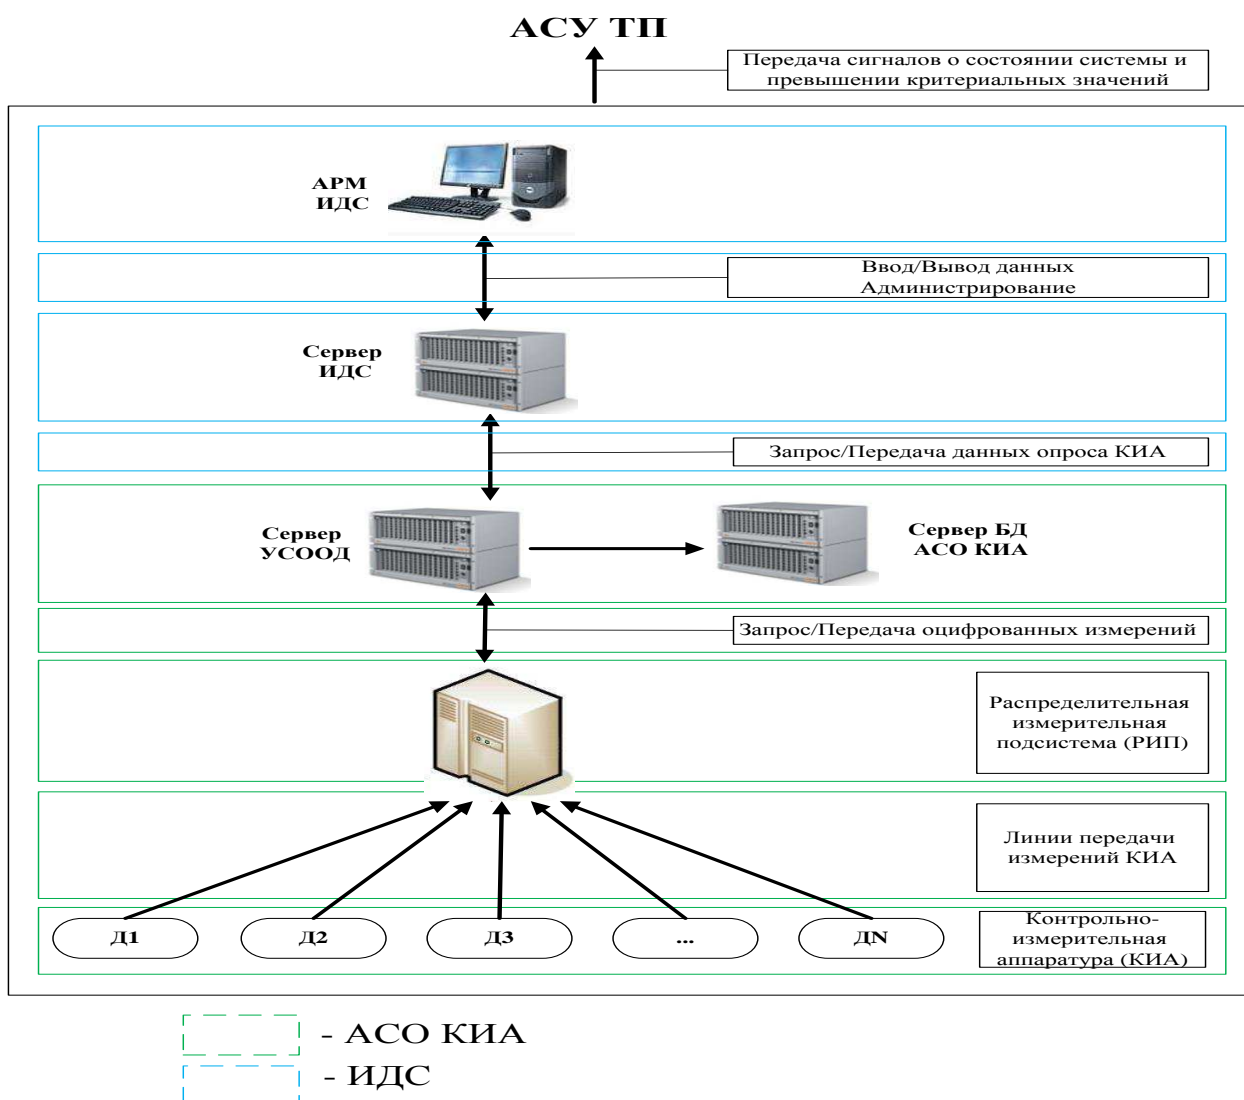 АСУ ТП
Передача сигналов о состоянии системы и
превышении критериальных значений
АРМ
ИДС
Ввод/Вывод данных
Администрирование
Сервер
ИДС
Запрос/Передача данных опроса КИА
Сервер
УСООД
Сервер БД
АСО КИА
Запрос/Передача оцифрованных измерений
Распределительная
измерительная
подсистема (РИП)
Линии передачи
измерений КИА
Д1
Д2
Д3
...
ДN
Контрольно-
измерительная
аппаратура (КИА)
- АСО КИА
- ИДС